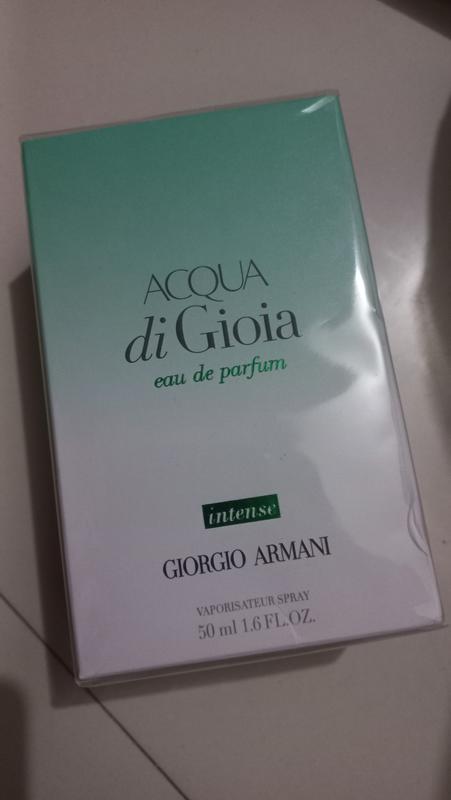 ACQUA
di Gioia
eau de parfum
intense
GIORGIO ARMANI
VAPORISATEUR SPRAY
50 ml 1.6 FL.OZ.